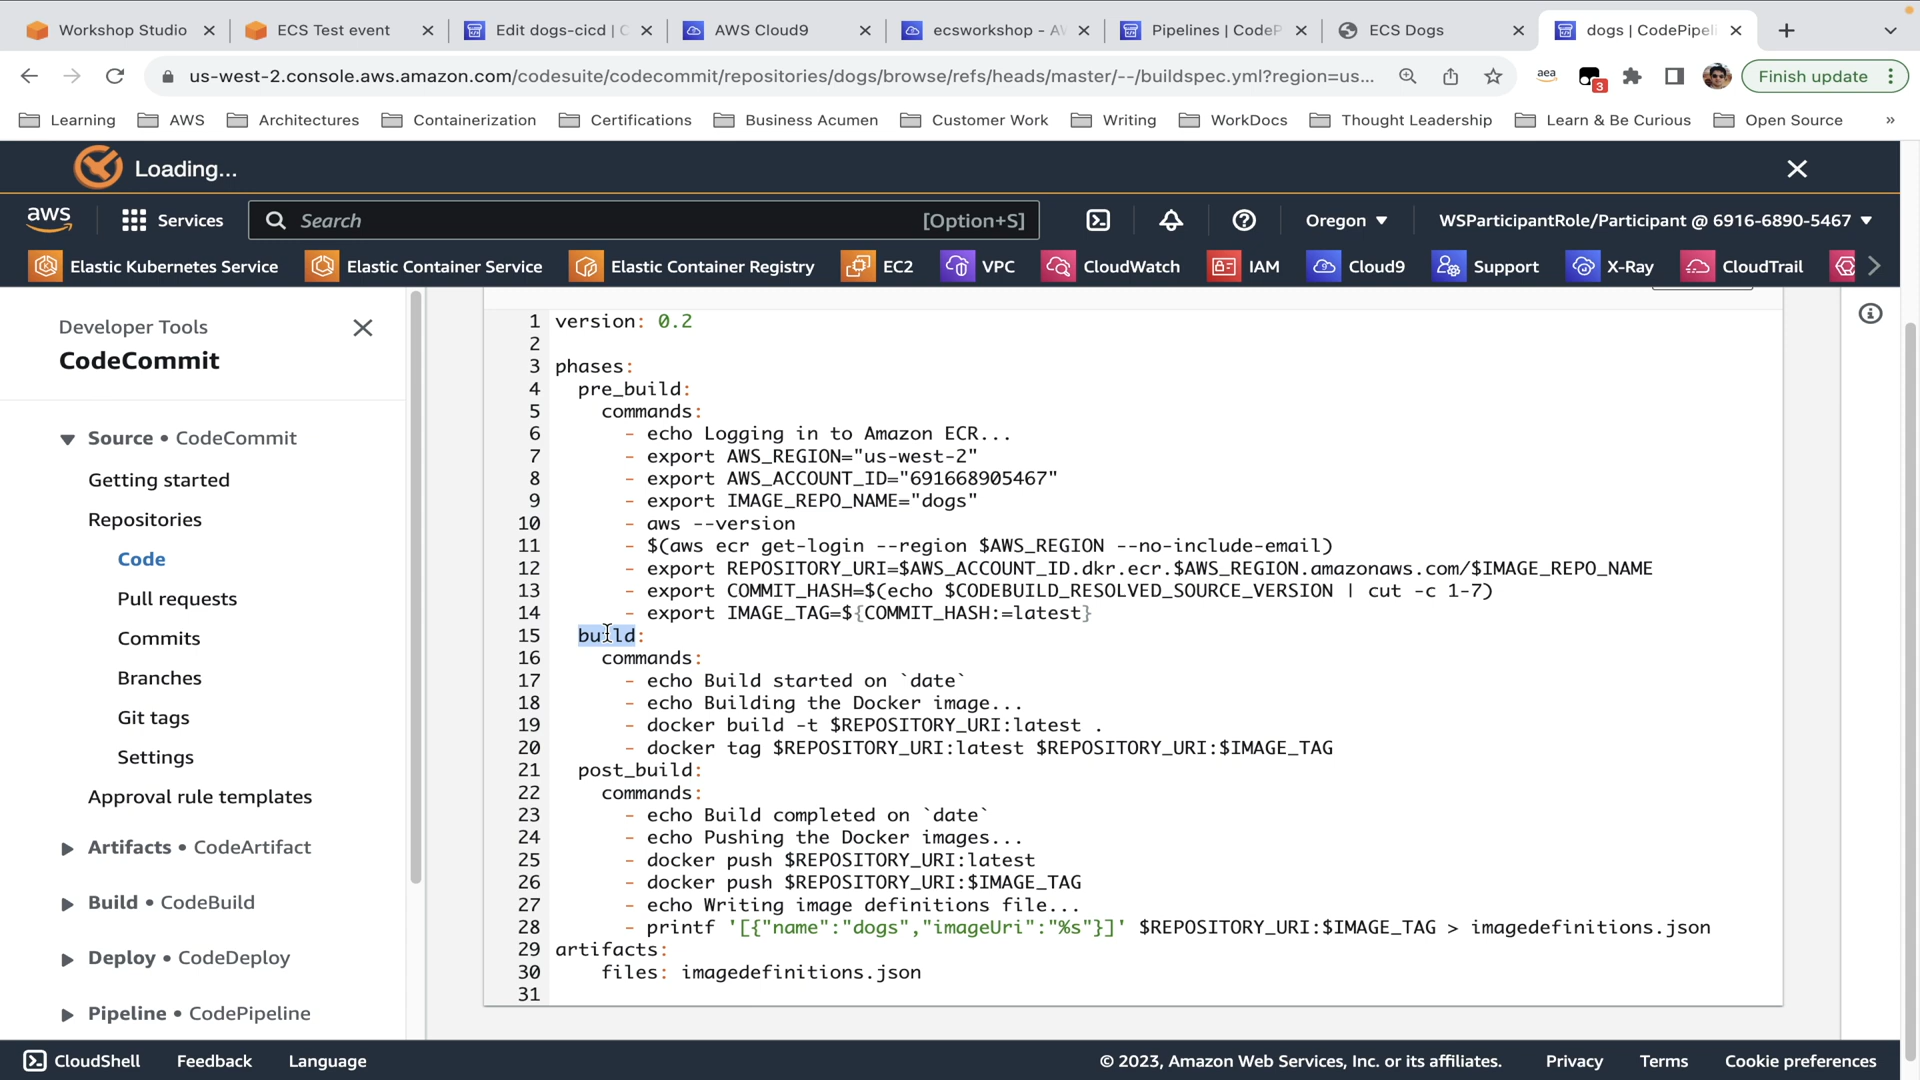 Workshop Studio
ECS Test event
Edit dogs-cicd | C
AWS Cloud9
ecsworkshop - AW
Pipelines | CodeP
ECS Dogs
dogs | CodePipeli
us-west-2.console.aws.amazon.com/codesuite/codecommit/repositories/dogs/browse/refs/heads/master/--/buildspec.yml?region=us...
aea
3
Finish update
Learning
AWS
Architectures
Containerization
Certifications
Business Acumen
Customer Work
Writing
WorkDocs
Thought Leadership
Learn & Be Curious
Open Source
»
Loading...
aws
Services
Search
[Option+S]
Oregon
WSParticipantRole/Participant @ 6916-6890-5467
Elastic Kubernetes Service
Elastic Container Service
Elastic Container Registry
EC2
VPC
CloudWatch
IAM
Cloud9
Support
X-Ray
CloudTrail
Developer Tools
CodeCommit
Source • CodeCommit
Getting started
Repositories
Code
Pull requests
Commits
Branches
Git tags
Settings
Approval rule templates
Artifacts • CodeArtifact
Build • CodeBuild
Deploy • CodeDeploy
Pipeline • CodePipeline
1 version: 0.2
2
3 phases:
4   pre_build:
5     commands:
6       - echo Logging in to Amazon ECR...
7       - export AWS_REGION="us-west-2"
8       - export AWS_ACCOUNT_ID="691668905467"
9       - export IMAGE_REPO_NAME="dogs"
10       - aws --version
11       - $(aws ecr get-login --region $AWS_REGION --no-include-email)
12       - export REPOSITORY_URI=$AWS_ACCOUNT_ID.dkr.ecr.$AWS_REGION.amazonaws.com/$IMAGE_REPO_NAME
13       - export COMMIT_HASH=$(echo $CODEBUILD_RESOLVED_SOURCE_VERSION | cut -c 1-7)
14       - export IMAGE_TAG=${COMMIT_HASH:=latest}
15   build:
16     commands:
17       - echo Build started on `date`
18       - echo Building the Docker image...
19       - docker build -t $REPOSITORY_URI:latest .
20       - docker tag $REPOSITORY_URI:latest $REPOSITORY_URI:$IMAGE_TAG
21   post_build:
22     commands:
23       - echo Build completed on `date`
24       - echo Pushing the Docker images...
25       - docker push $REPOSITORY_URI:latest
26       - docker push $REPOSITORY_URI:$IMAGE_TAG
27       - echo Writing image definitions file...
28       - printf '[{"name":"dogs","imageUri":"%s"}]' $REPOSITORY_URI:$IMAGE_TAG > imagedefinitions.json
29 artifacts:
30     files: imagedefinitions.json
31
CloudShell
Feedback
Language
© 2023, Amazon Web Services, Inc. or its affiliates.
Privacy
Terms
Cookie preferences